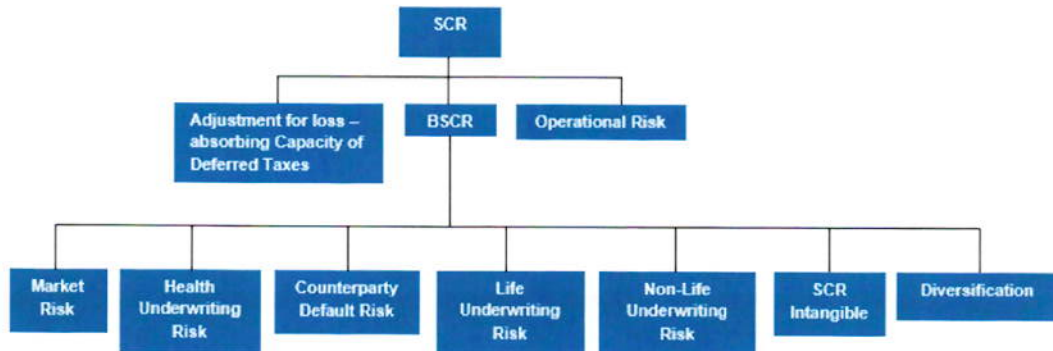 SCR
Adjustment for loss –
absorbing Capacity of
Deferred Taxes
BSCR
Operational Risk
Market
Risk
Health
Underwriting
Risk
Counterparty
Default Risk
Life
Underwriting
Risk
Non-Life
Underwriting
Risk
SCR
Intangible
Diversification